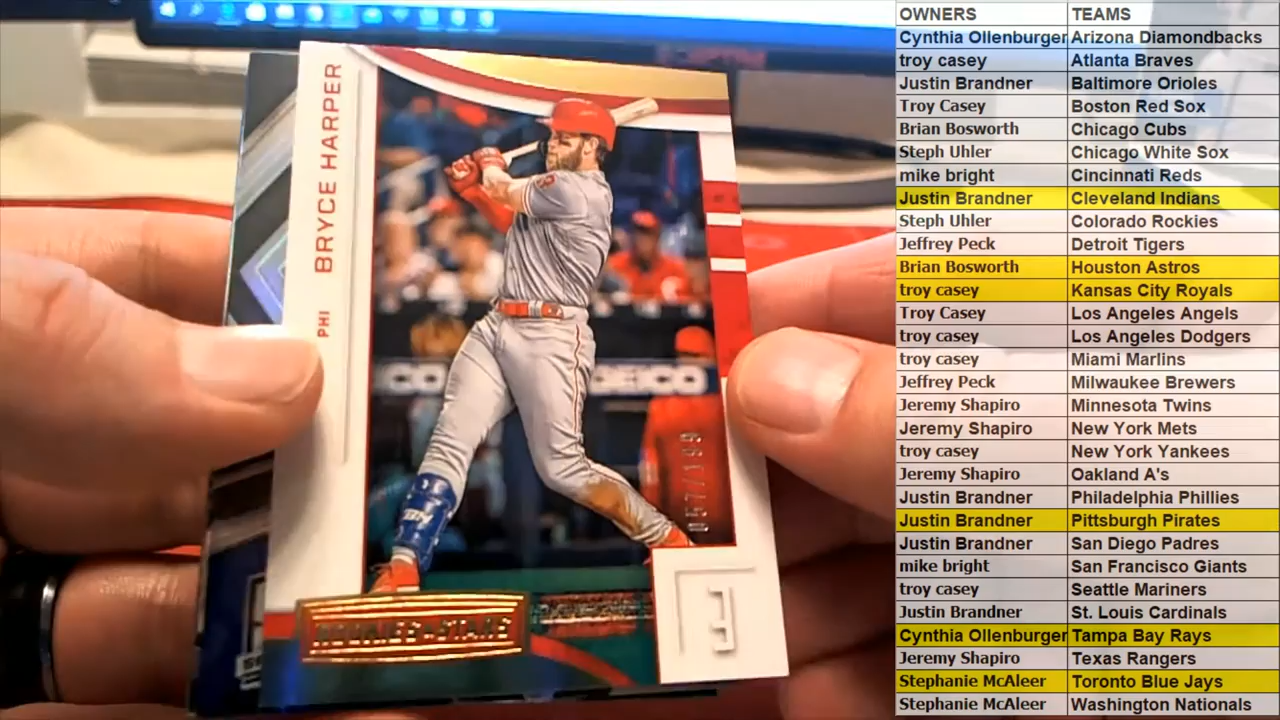 BRYCE HARPER
PHI
GEICO
057/199
ROOKIES & STARS
3
OWNERS TEAMS
Cynthia Ollenburger Arizona Diamondbacks
troy casey Atlanta Braves
Justin Brandner Baltimore Orioles
Troy Casey Boston Red Sox
Brian Bosworth Chicago Cubs
Steph Uhler Chicago White Sox
mike bright Cincinnati Reds
Justin Brandner Cleveland Indians
Steph Uhler Colorado Rockies
Jeffrey Peck Detroit Tigers
Brian Bosworth Houston Astros
troy casey Kansas City Royals
Troy Casey Los Angeles Angels
troy casey Los Angeles Dodgers
troy casey Miami Marlins
Jeffrey Peck Milwaukee Brewers
Jeremy Shapiro Minnesota Twins
Jeremy Shapiro New York Mets
troy casey New York Yankees
Jeremy Shapiro Oakland A's
Justin Brandner Philadelphia Phillies
Justin Brandner Pittsburgh Pirates
Justin Brandner San Diego Padres
mike bright San Francisco Giants
troy casey Seattle Mariners
Justin Brandner St. Louis Cardinals
Cynthia Ollenburger Tampa Bay Rays
Jeremy Shapiro Texas Rangers
Stephanie McAleer Toronto Blue Jays
Stephanie McAleer Washington Nationals